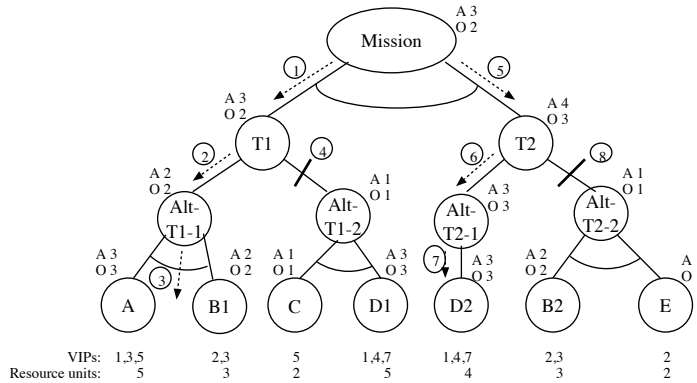 A 3
O 2
Mission
1
5
A 3
O 2
A 4
O 3
T1
T2
2
4
6
8
A 2
O 2
A 1
O 1
A 3
O 3
A 1
O 1
Alt-
T1-1
Alt-
T1-2
Alt-
T2-1
Alt-
T2-2
A 3
O 3
3
A 2
O 2
A 1
O 1
A 3
O 3
7
A 3
O 3
A 2
O 2
A
O
A
B1
C
D1
D2
B2
E
VIPs: 1,3,5 2,3 5 1,4,7 1,4,7 2,3 2
Resource units: 5 3 2 5 4 3 2